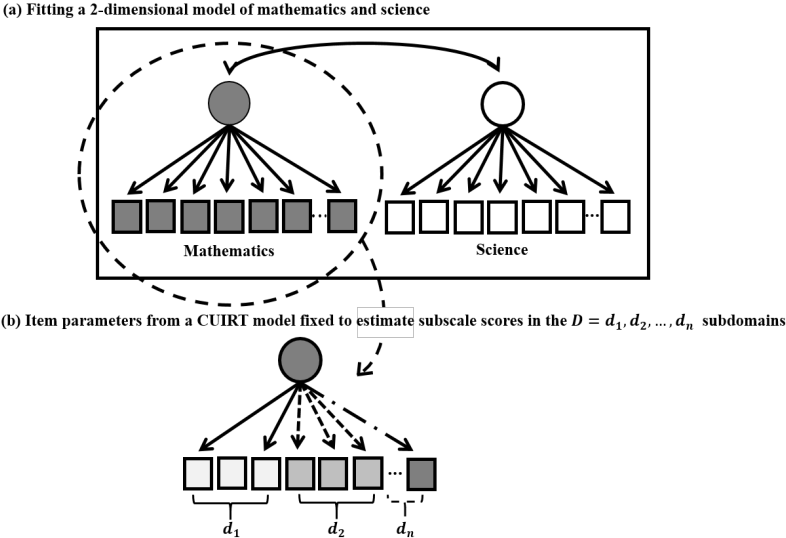 (a) Fitting a 2-dimensional model of mathematics and science
...
...
Mathematics
Science
(b) Item parameters from a CUIRT model fixed to estimate subscale scores in the D = d₁, d₂, ..., dₙ subdomains
...
d₁
d₂
dₙ